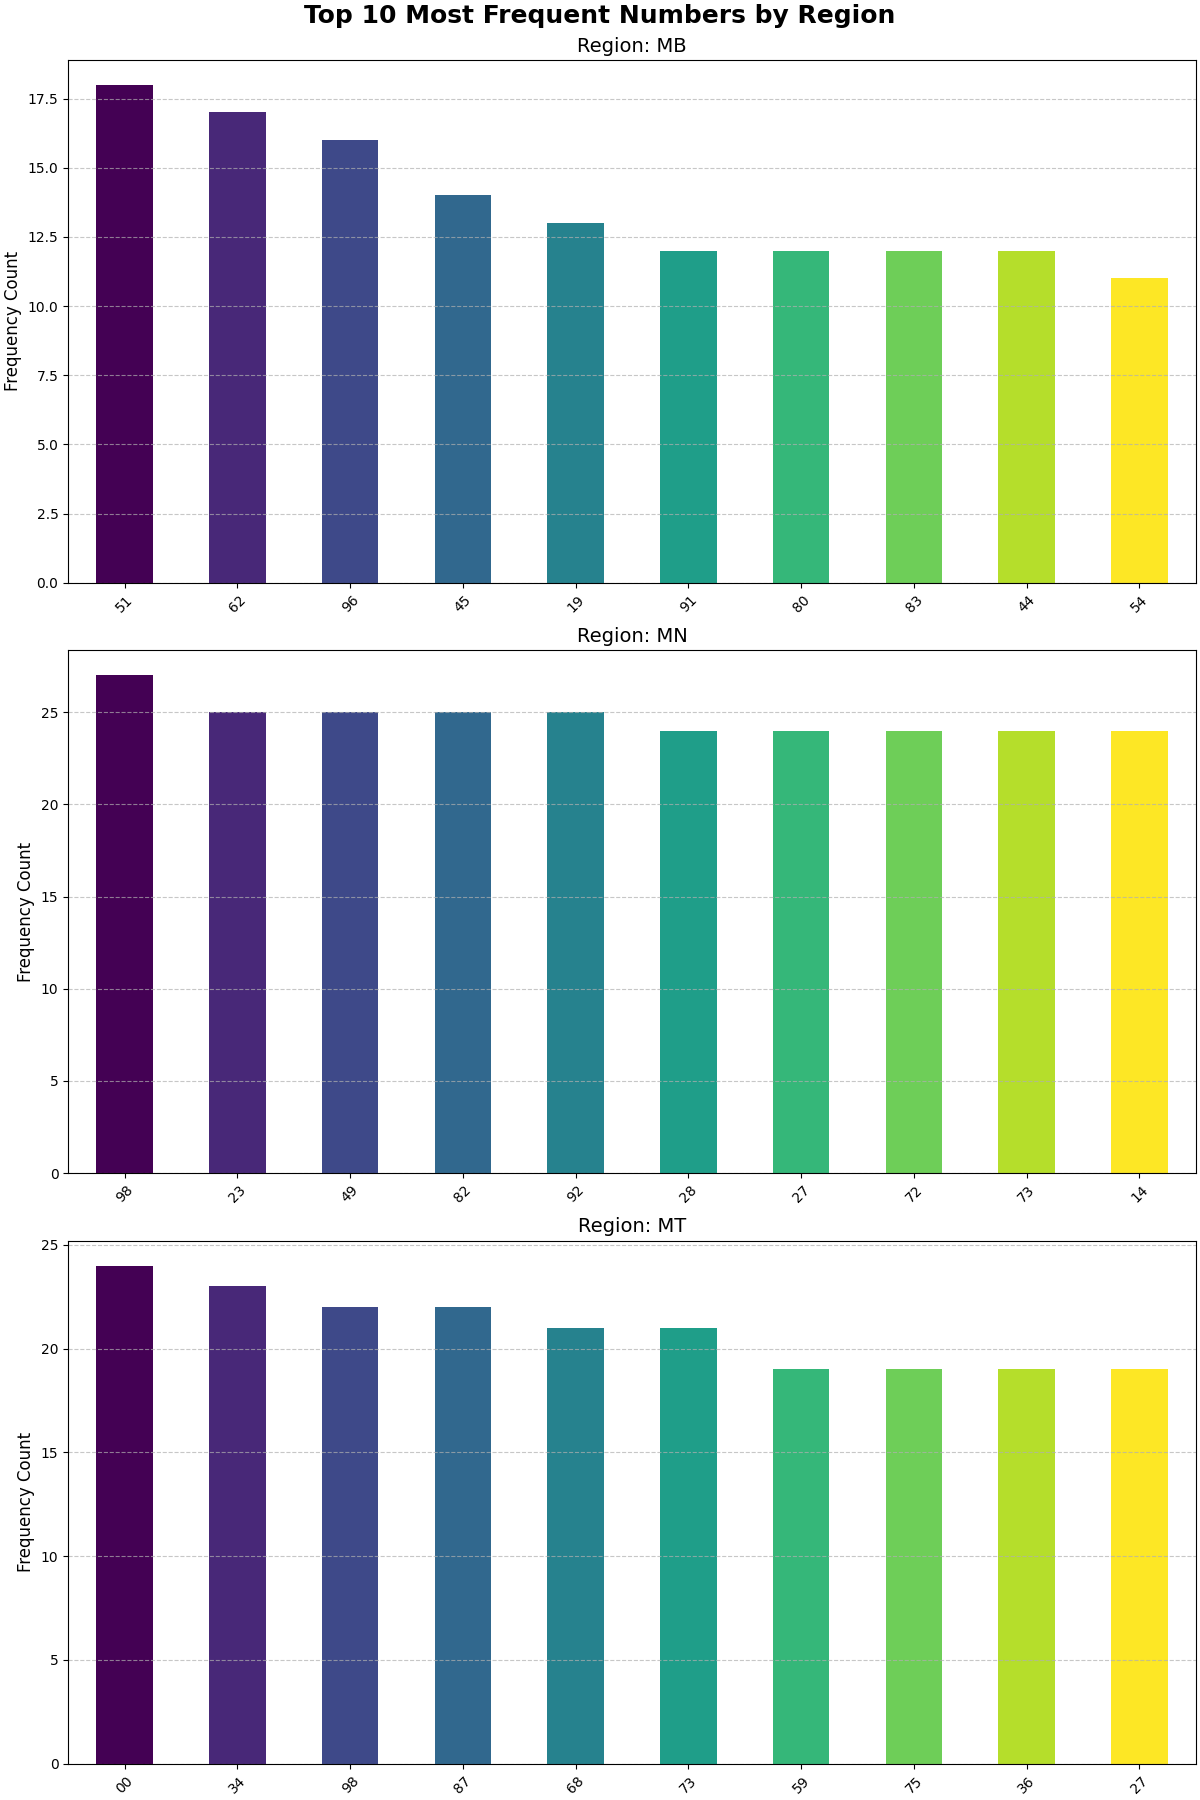 Top 10 Most Frequent Numbers by Region
Region: MB
Frequency Count
17.5
15.0
12.5
10.0
7.5
5.0
2.5
0.0
51 62 96 45 19 91 80 83 44 54
Region: MN
Frequency Count
25
20
15
10
5
0
98 23 49 82 92 28 27 72 73 14
Region: MT
Frequency Count
25
20
15
10
5
0
00 34 98 87 68 73 59 75 36 27